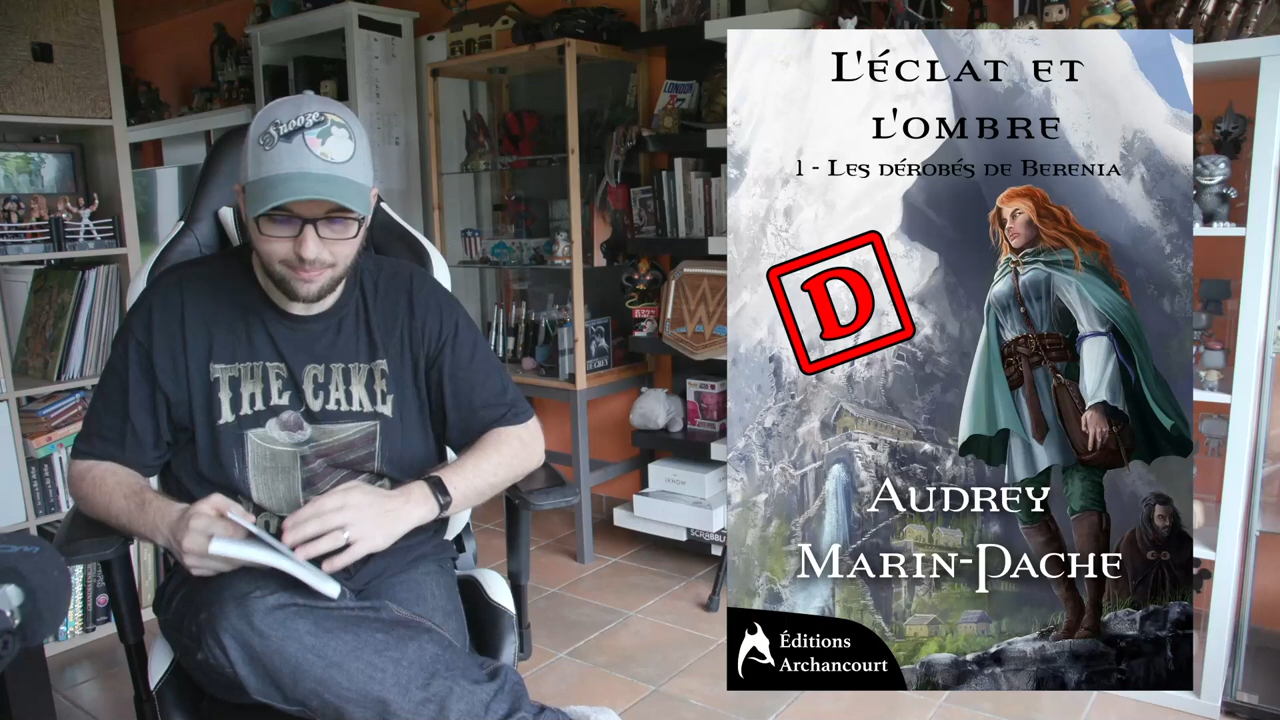 L'éclat et
l'ombre
1 - Les dérobés de Berenia
D
Audrey
Marin-Pache
Éditions
Archancourt
Snooze
THE CAKE
LONDON
W
iKNOW
SCRABBLE